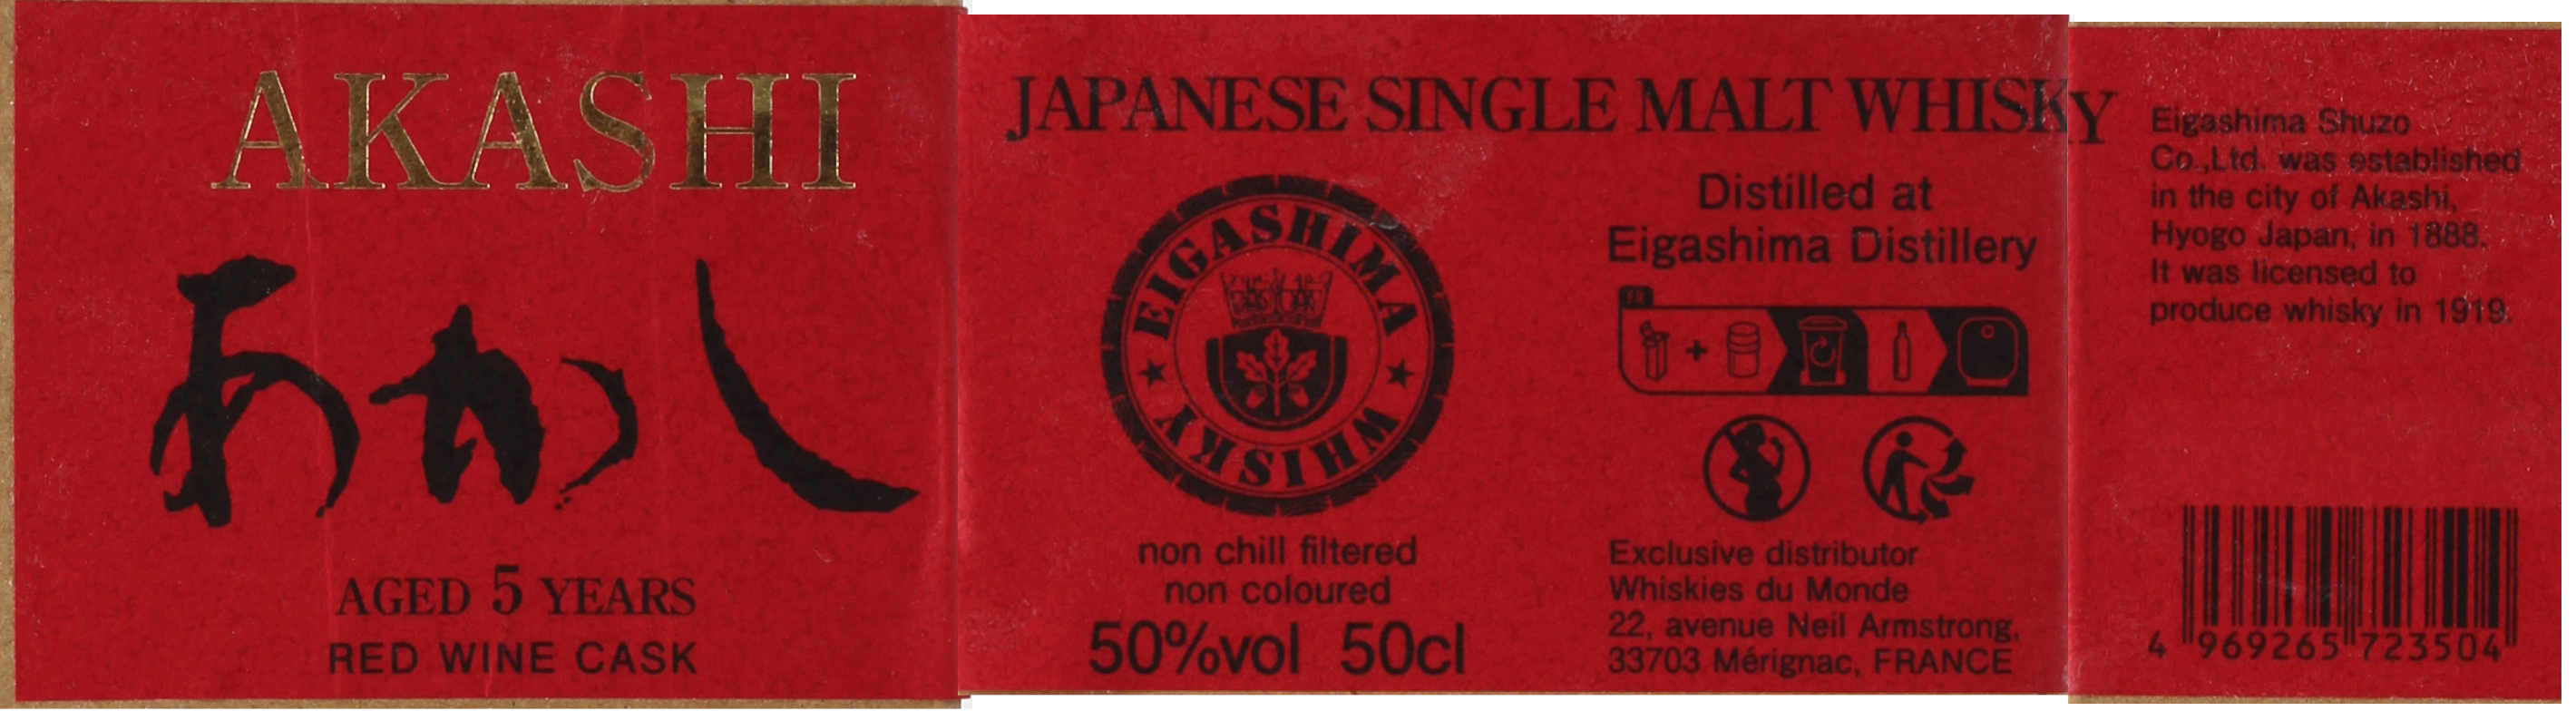 AKASHI
あかし
AGED 5 YEARS
RED WINE CASK
JAPANESE SINGLE MALT WHISKY
EIGASHIMA
WHISKY
non chill filtered
non coloured
50%vol 50cl
Distilled at
Eigashima Distillery
FR
+
Exclusive distributor
Whiskies du Monde
22, avenue Neil Armstrong,
33703 Mérignac, FRANCE
Eigashima Shuzo
Co.,Ltd. was established
in the city of Akashi,
Hyogo Japan, in 1888.
It was licensed to
produce whisky in 1919.
4 969265 723504